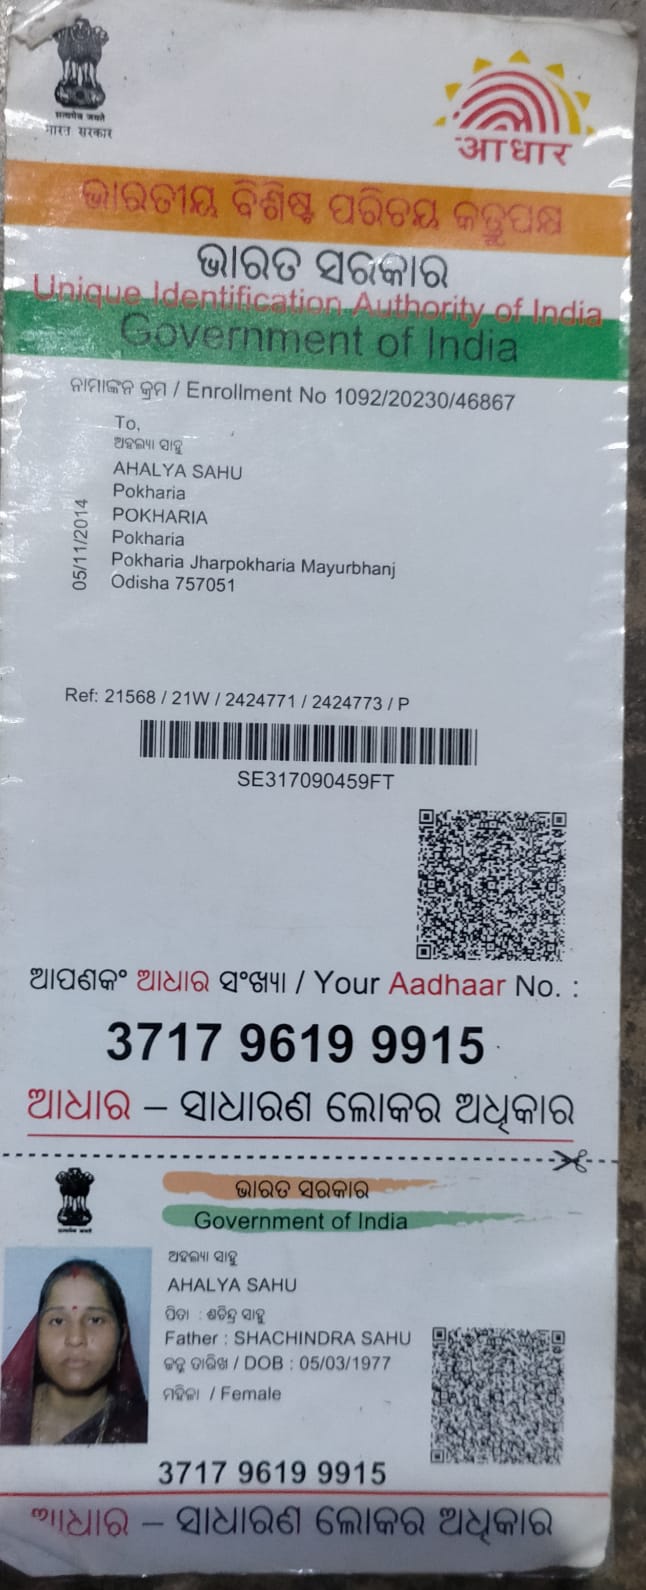 सत्यमेव जयते
भारत सरकार
आधार
ଭାରତୀୟ ବିଶିଷ୍ଟ ପରିଚୟ କର୍ତ୍ତୃପକ୍ଷ
ଭାରତ ସରକାର
Unique Identification Authority of India
Government of India
ନାମାଙ୍କନ କ୍ରମ / Enrollment No 1092/20230/46867
05/11/2014
To,
ଅହଲ୍ୟା ସାହୁ
AHALYA SAHU
Pokharia
POKHARIA
Pokharia
Pokharia Jharpokharia Mayurbhanj
Odisha 757051
Ref: 21568 / 21W / 2424771 / 2424773 / P
SE317090459FT
ଆପଣଙ୍କ ଆଧାର ସଂଖ୍ୟା / Your Aadhaar No. :
3717 9619 9915
ଆଧାର – ସାଧାରଣ ଲୋକର ଅଧିକାର
ଭାରତ ସରକାର
Government of India
ଅହଲ୍ୟା ସାହୁ
AHALYA SAHU
ପିତା : ଶଚିନ୍ଦ୍ର ସାହୁ
Father : SHACHINDRA SAHU
ଜନ୍ମ ତାରିଖ / DOB : 05/03/1977
ମହିଳା / Female
3717 9619 9915
ଆଧାର – ସାଧାରଣ ଲୋକର ଅଧିକାର